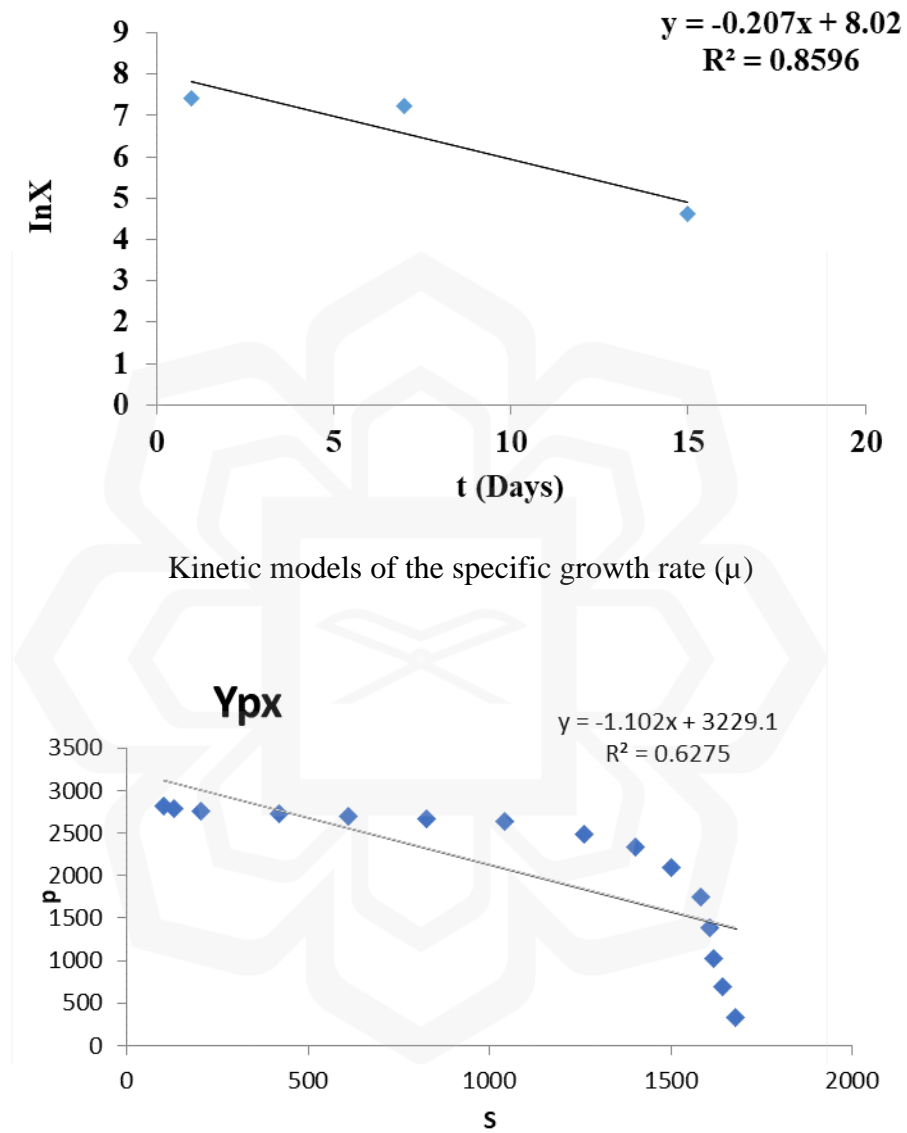 y = -0.207x + 8.02
R² = 0.8596
9
8
7
6
5
4
3
2
1
0
InX
0 5 10 15 20
t (Days)
Kinetic models of the specific growth rate (µ)
Ypx
y = -1.102x + 3229.1
R² = 0.6275
3500
3000
2500
2000
1500
1000
500
0
p
0 500 1000 1500 2000
S